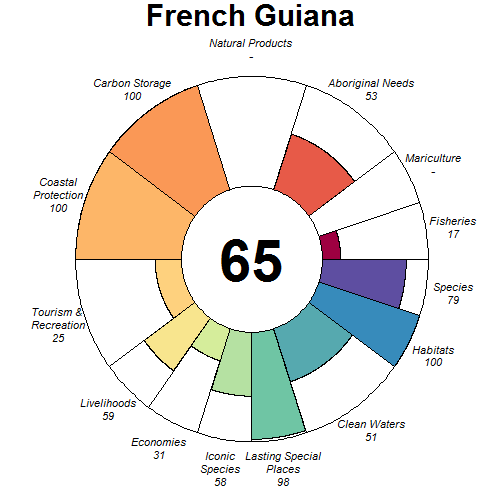 French Guiana
Natural Products
-
Carbon Storage
100
Aboriginal Needs
53
Mariculture
-
Coastal
Protection
100
Fisheries
17
65
Species
79
Tourism &
Recreation
25
Habitats
100
Livelihoods
59
Clean Waters
51
Economies
31
Iconic
Species
58
Lasting Special
Places
98